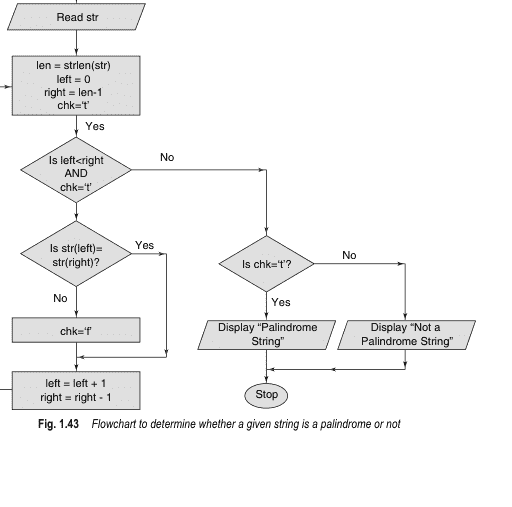 Read str
len = strlen(str)
left = 0
right = len-1
chk=‘t’
Yes
Is left<right
AND
chk=‘t’
No
Is str(left)=
str(right)?
Yes
No
chk=‘f’
left = left + 1
right = right - 1
Is chk=‘t’?
No
Yes
Display “Palindrome
String”
Display “Not a
Palindrome String”
Stop
Fig. 1.43 Flowchart to determine whether a given string is a palindrome or not